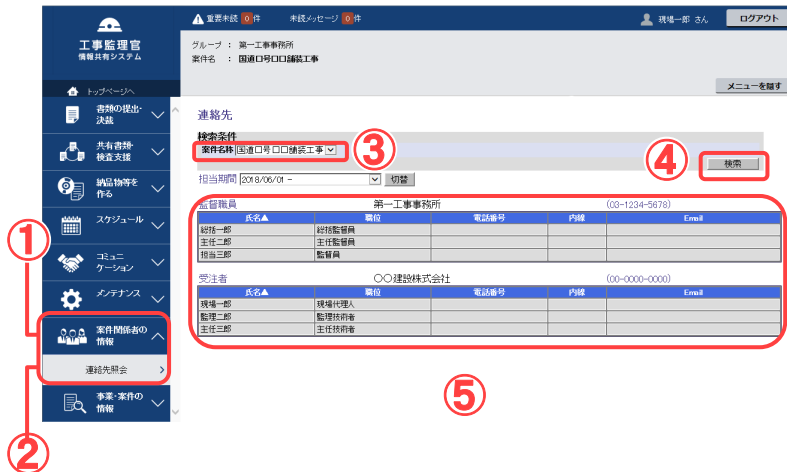 重要未読 0 件 未読メッセージ 0 件 現場一郎 さん ログアウト
工事監理官
情報共有システム
グループ : 第一工事事務所
案件名 : 国道口号口口舗装工事
トップページへ
メニューを隠す
書類の提出・
決裁
共有書類・
検査支援
納品物等を
作る
スケジュール
コミュニ
ケーション
メンテナンス
案件関係者の
情報
連絡先照会
事業・案件の
情報
連絡先
検索条件
案件名称 国道口号口口舗装工事
検索
担当期間 2018/06/01 - 切替
監督職員 第一工事事務所 (03-1234-5678)
氏名▲ 職位 電話番号 内線 Email
総括一郎 総括監督員
主任二郎 主任監督員
担当三郎 監督員
受注者 〇〇建設株式会社 (00-0000-0000)
氏名▲ 職位 電話番号 内線 Email
現場一郎 現場代理人
監理二郎 監理技術者
主任三郎 主任技術者
①
②
③
④
⑤